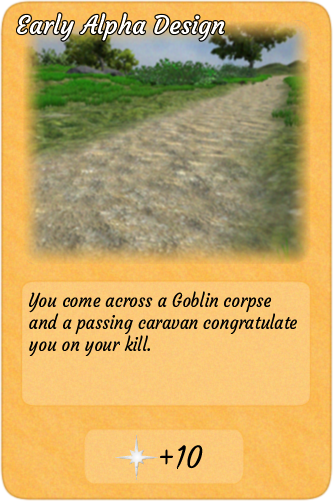 Early Alpha Design
You come across a Goblin corpse
and a passing caravan congratulate
you on your kill.
+10